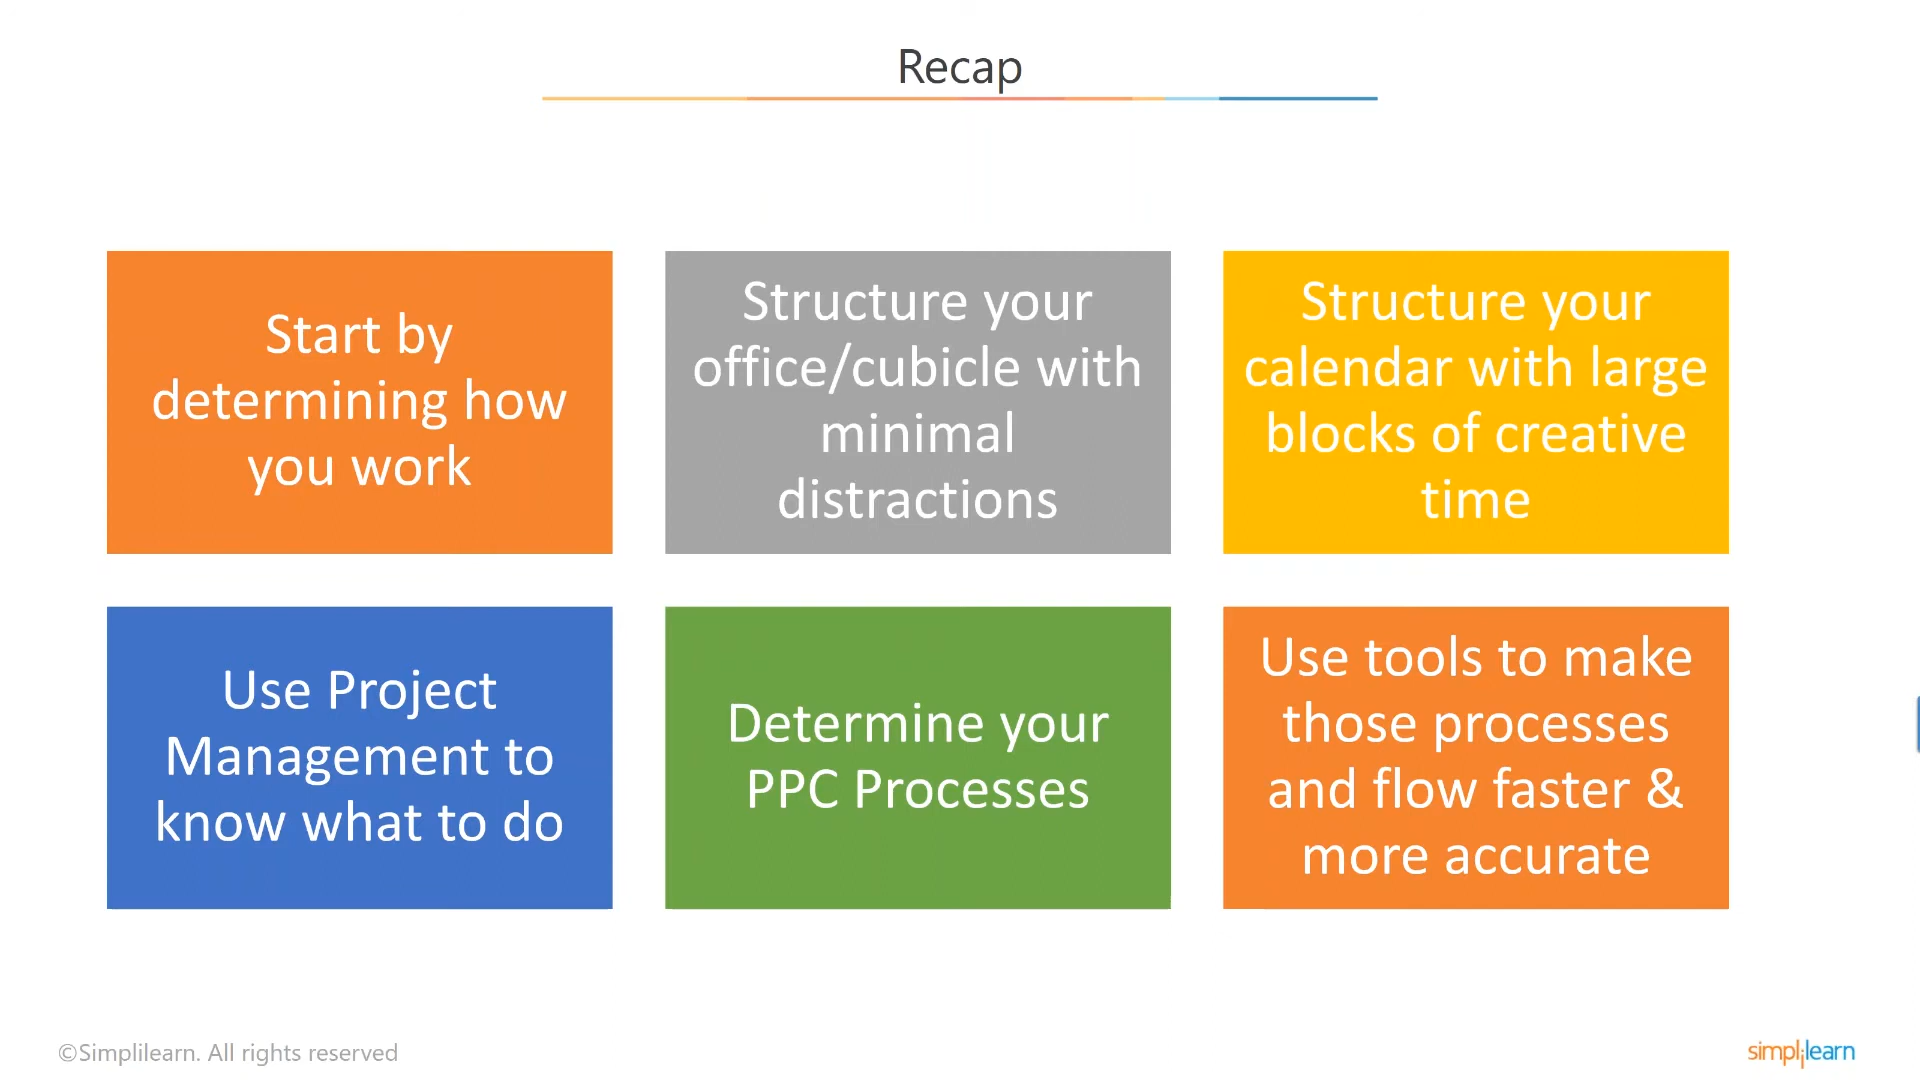 Recap
Start by
determining how
you work
Structure your
office/cubicle with
minimal
distractions
Structure your
calendar with large
blocks of creative
time
Use Project
Management to
know what to do
Determine your
PPC Processes
Use tools to make
those processes
and flow faster &
more accurate
©Simplilearn. All rights reserved
simplilearn